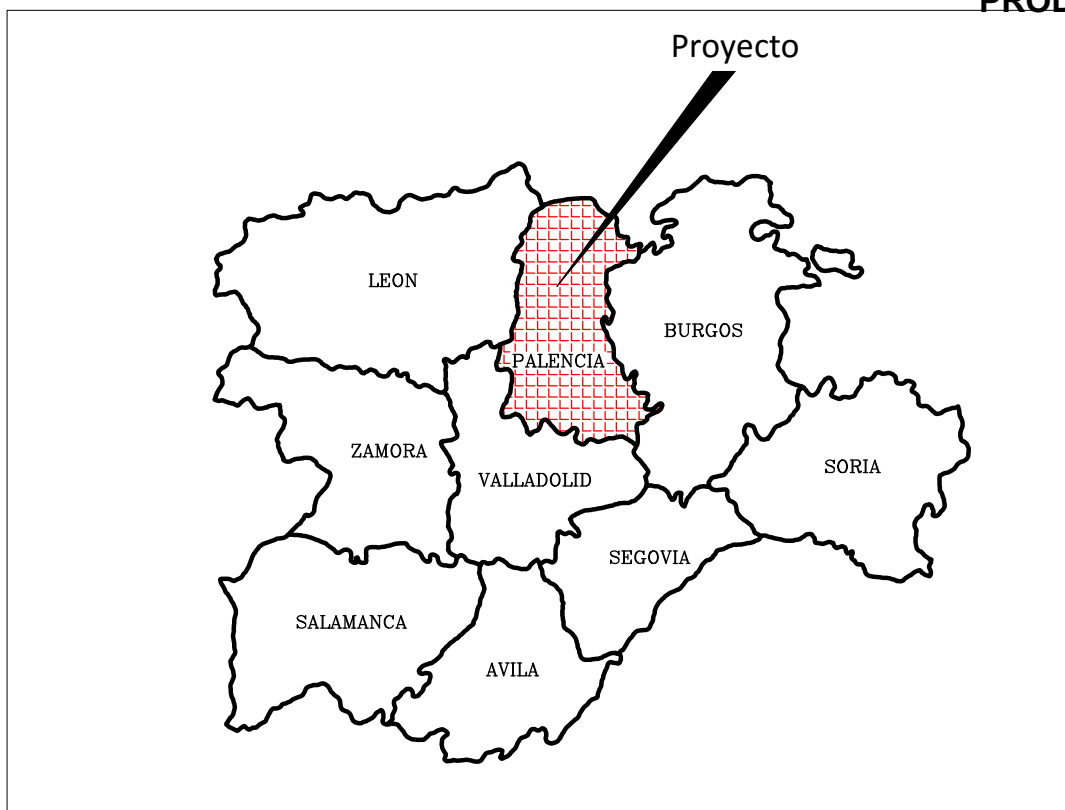 Proyecto
LEON
BURGOS
PALENCIA
ZAMORA
VALLADOLID
SORIA
SEGOVIA
SALAMANCA
AVILA